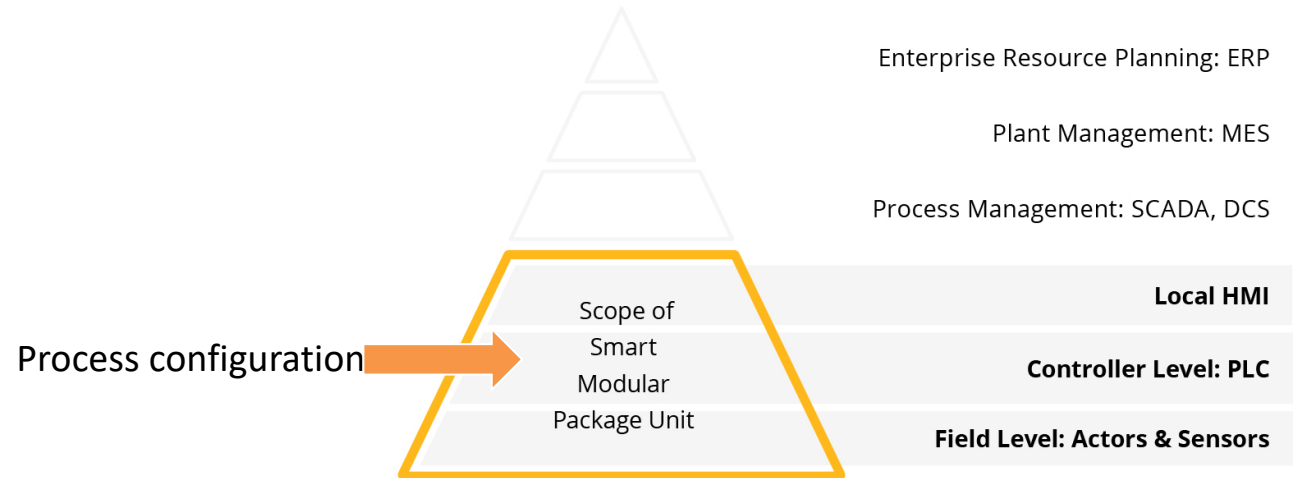 Enterprise Resource Planning: ERP
Plant Management: MES
Process Management: SCADA, DCS
Local HMI
Scope of
Smart
Modular
Package Unit
Process configuration
Controller Level: PLC
Field Level: Actors & Sensors